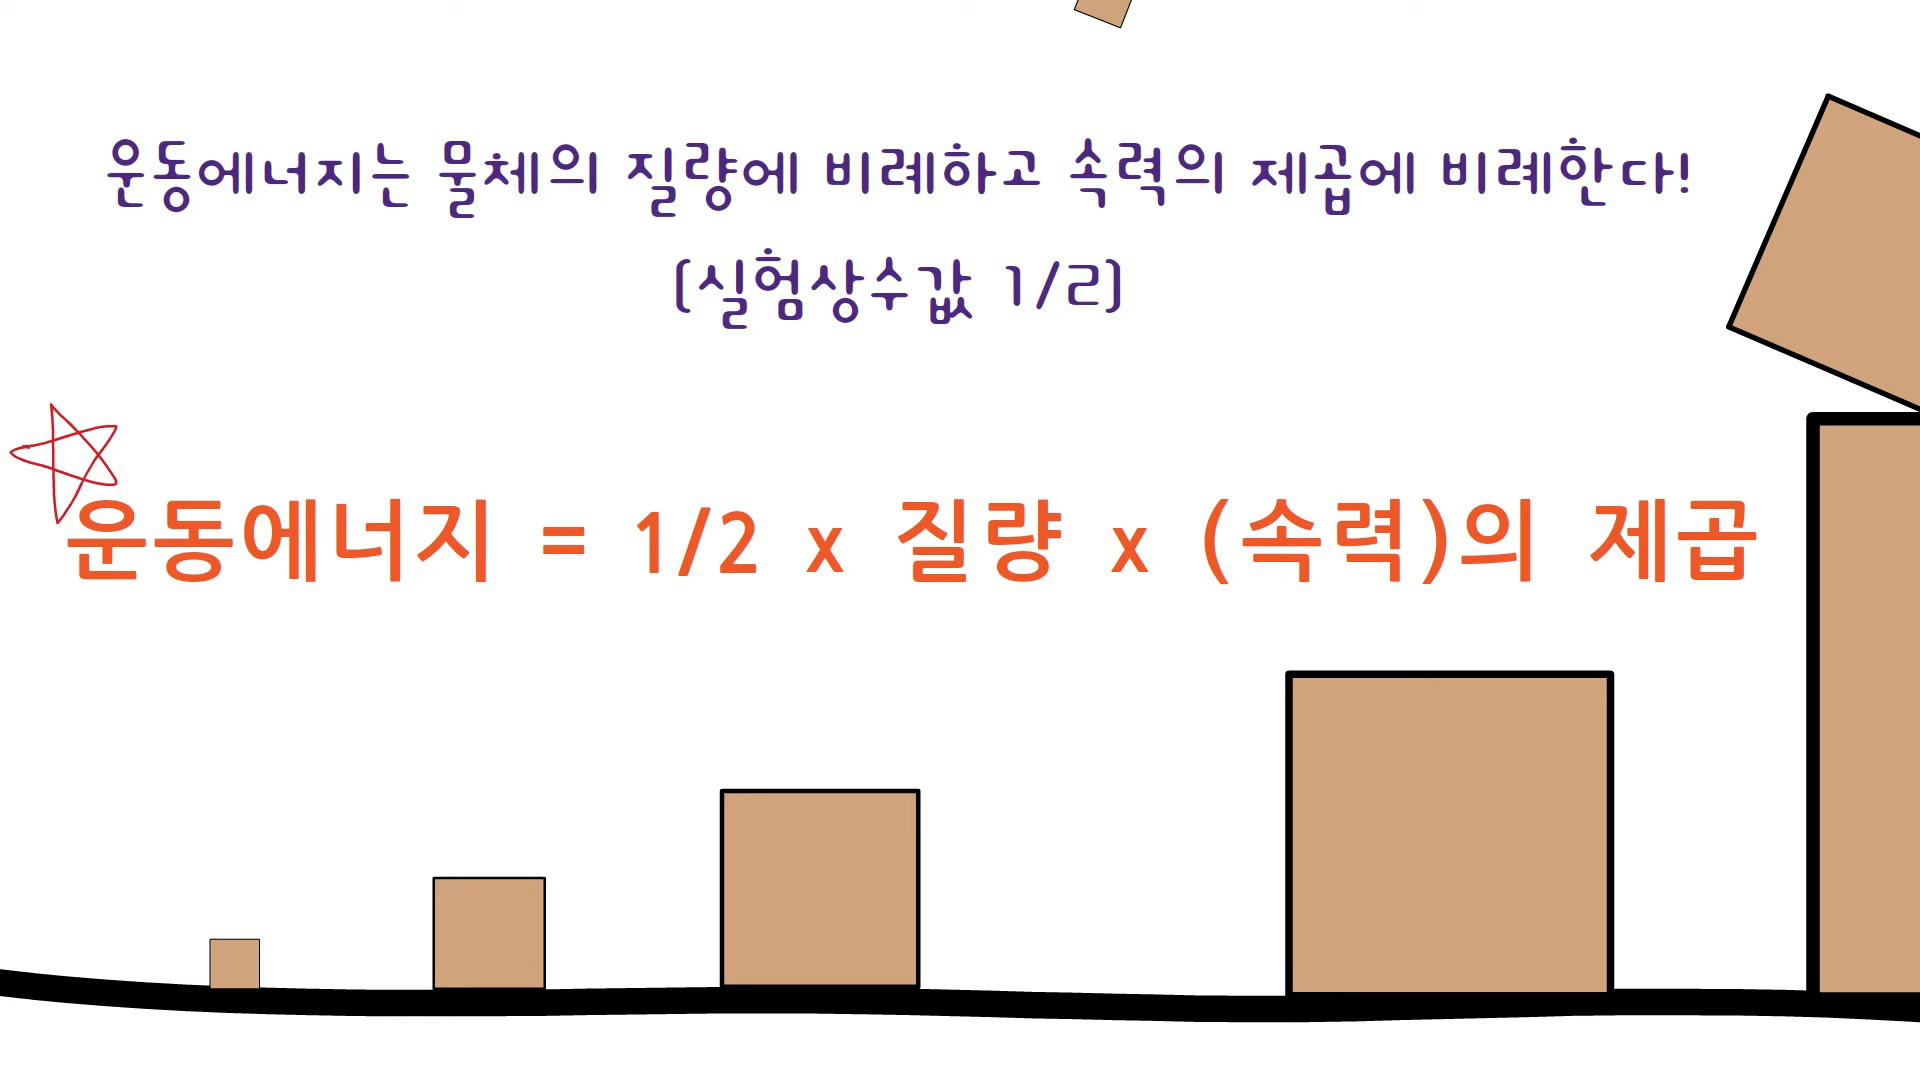 운동에너지는 물체의 질량에 비례하고 속력의 제곱에 비례한다!
(실험상수값 1/2)
운동에너지 = 1/2 x 질량 x (속력)의 제곱